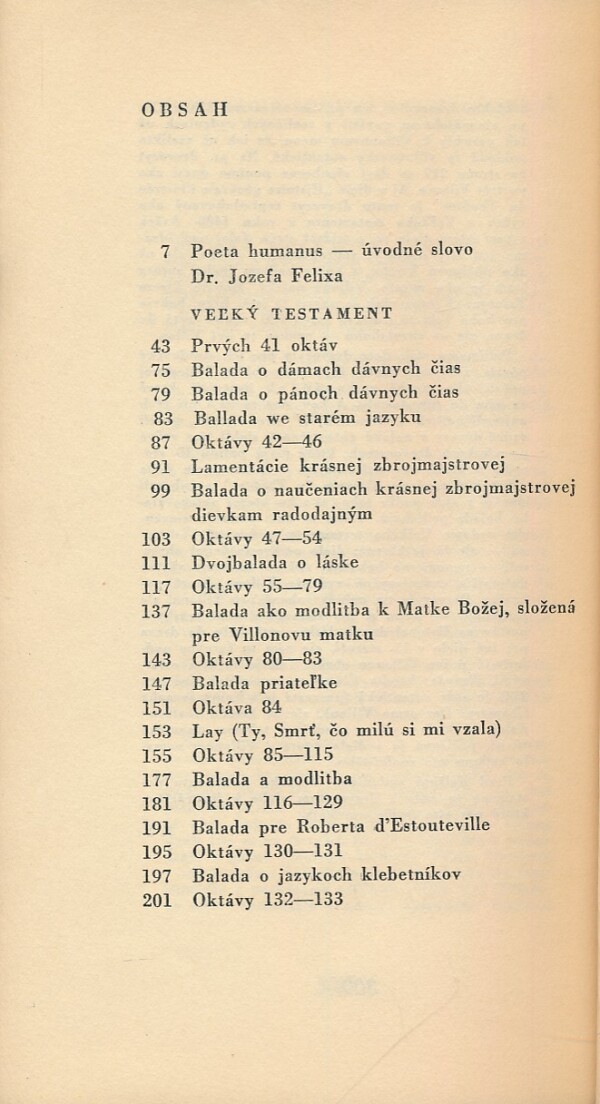 OBSAH
7 Poeta humanus — úvodné slovo
Dr. Jozefa Felixa
VEĽKÝ TESTAMENT
43 Prvých 41 oktáv
75 Balada o dámach dávnych čias
79 Balada o pánoch dávnych čias
83 Ballada we starém jazyku
87 Oktávy 42—46
91 Lamentácie krásnej zbrojmajstrovej
99 Balada o naučeniach krásnej zbrojmajstrovej
dievkam radodajným
103 Oktávy 47—54
111 Dvojbalada o láske
117 Oktávy 55—79
137 Balada ako modlitba k Matke Božej, složená
pre Villonovu matku
143 Oktávy 80—83
147 Balada priateľke
151 Oktáva 84
153 Lay (Ty, Smrť, čo milú si mi vzala)
155 Oktávy 85—115
177 Balada a modlitba
181 Oktávy 116—129
191 Balada pre Roberta d'Estouteville
195 Oktávy 130—131
197 Balada o jazykoch klebetníkov
201 Oktávy 132—133